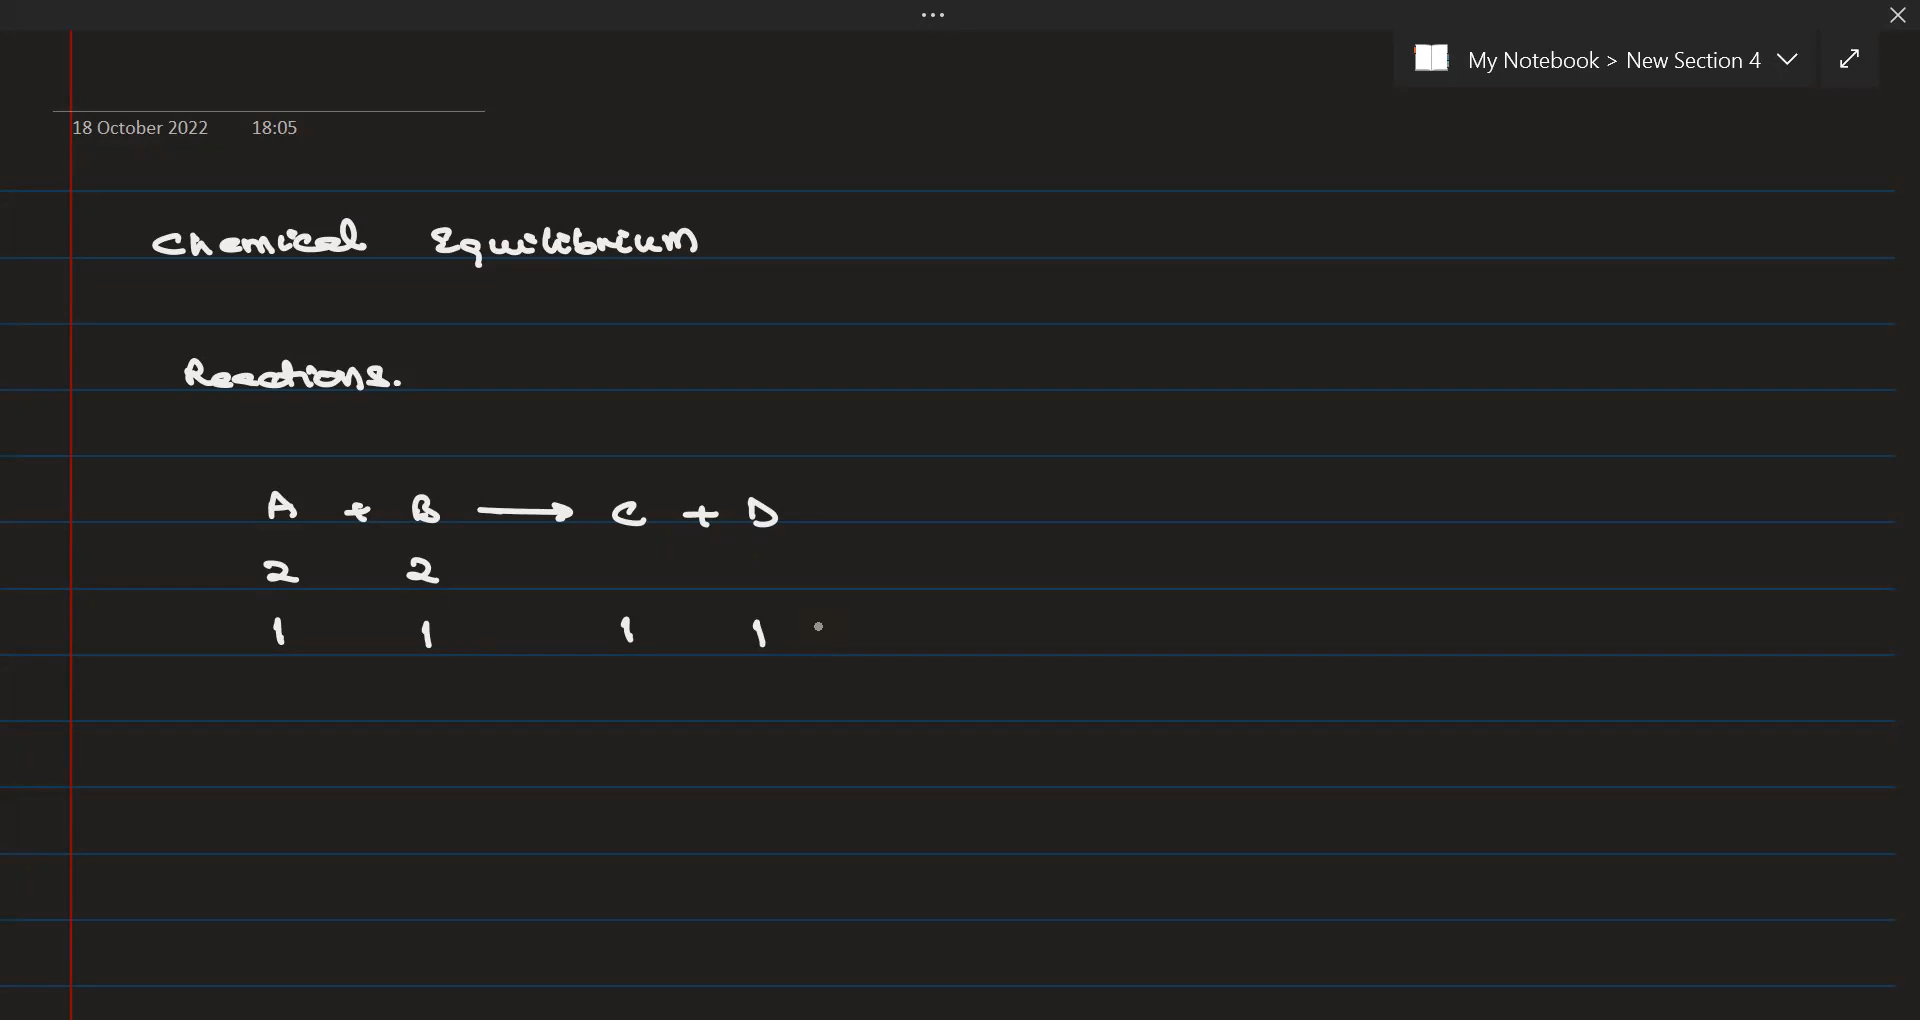 My Notebook > New Section 4
18 October 2022 18:05
Chemical Equilibrium
Reactions.
A + B → C + D
2 2
1 1 1 1